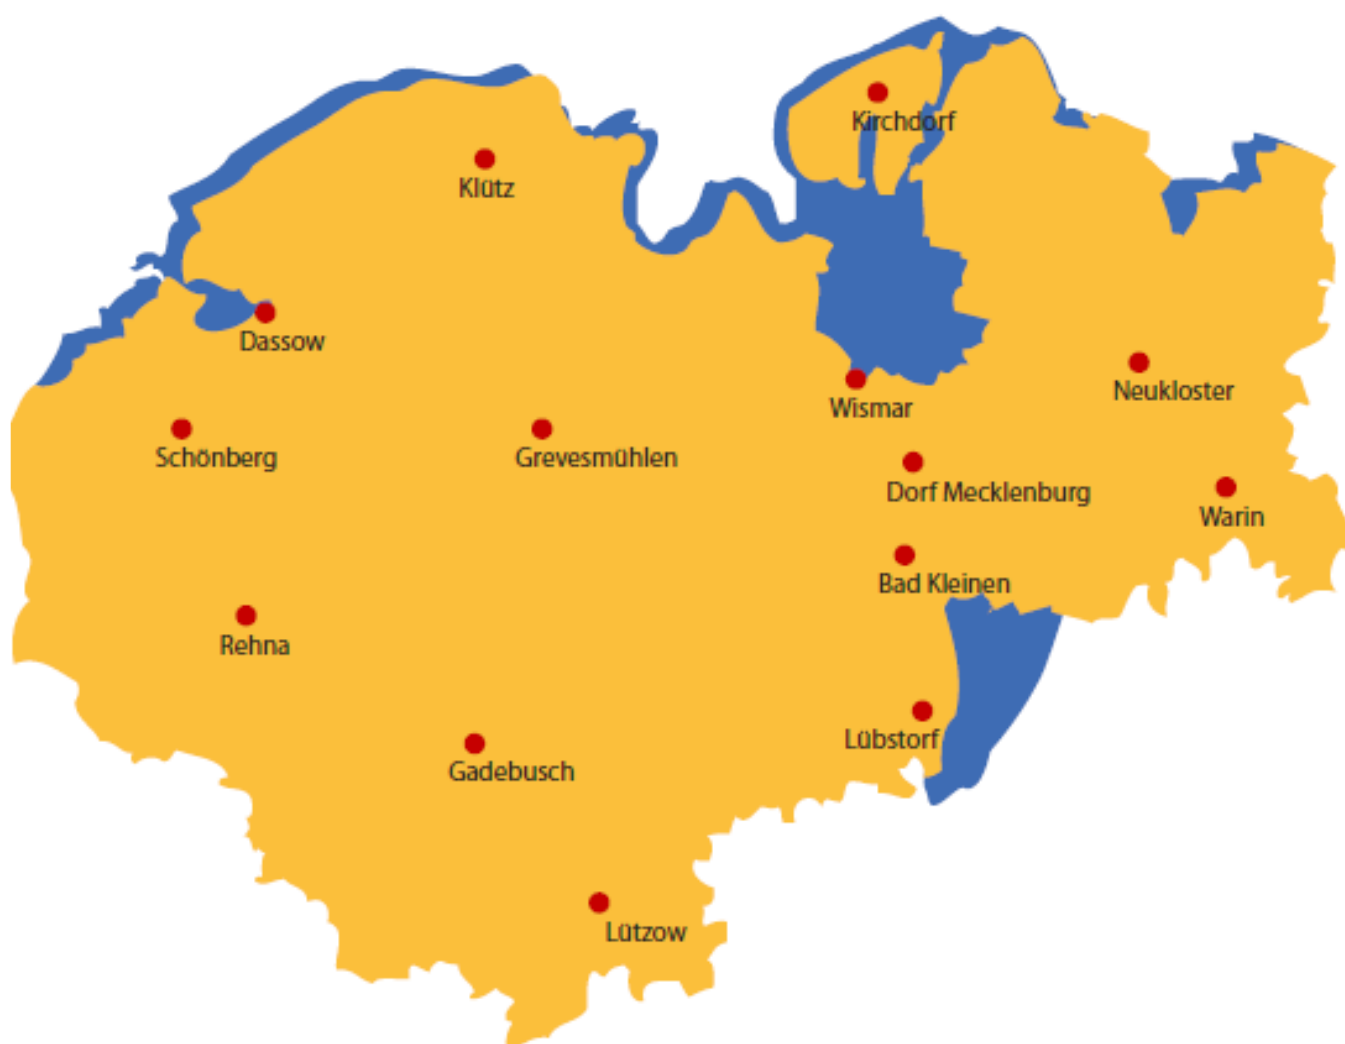 Kirchdorf
Klütz
Dassow
Neukloster
Wismar
Schönberg
Grevesmühlen
Dorf Mecklenburg
Warin
Bad Kleinen
Rehna
Lübstorf
Gadebusch
Lützow